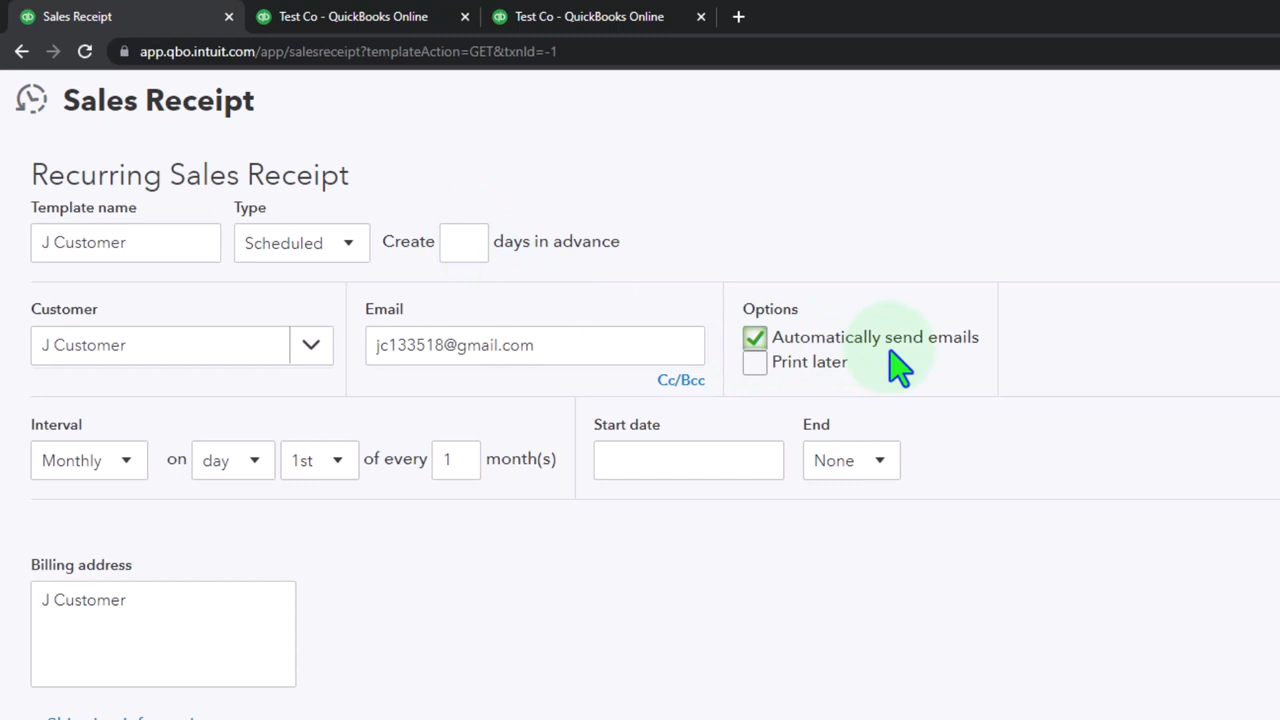 Sales Receipt
Test Co - QuickBooks Online
Test Co - QuickBooks Online
app.qbo.intuit.com/app/salesreceipt?templateAction=GET&txnId=-1
Sales Receipt
Recurring Sales Receipt
Template name
Type
J Customer
Scheduled
Create
days in advance
Customer
Email
Options
J Customer
jc133518@gmail.com
Automatically send emails
Print later
Cc/Bcc
Interval
Start date
End
Monthly
on
day
1st
of every
1
month(s)
None
Billing address
J Customer